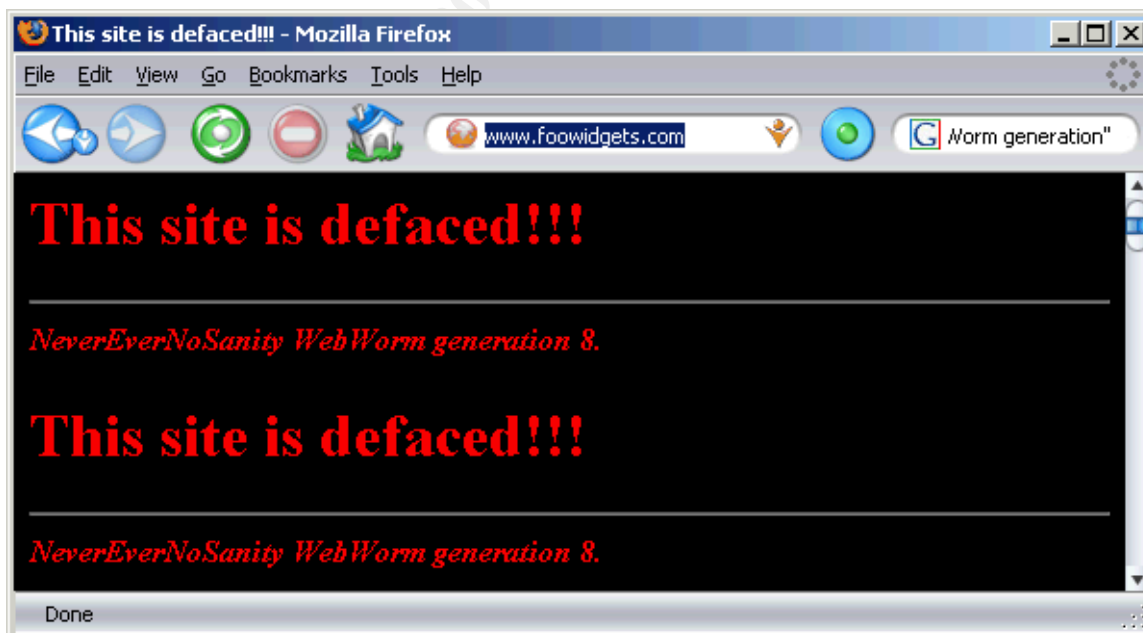 This site is defaced!!! - Mozilla Firefox
File Edit View Go Bookmarks Tools Help
www.foowidgets.com
G Worm generation"
This site is defaced!!!
NeverEverNoSanity WebWorm generation 8.
This site is defaced!!!
NeverEverNoSanity WebWorm generation 8.
Done